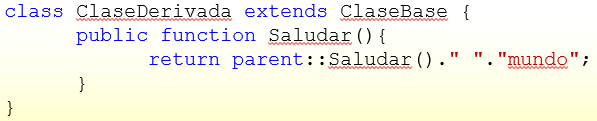 class ClaseDerivada extends ClaseBase {
public function Saludar(){
return parent::Saludar()." "."mundo";
}
}